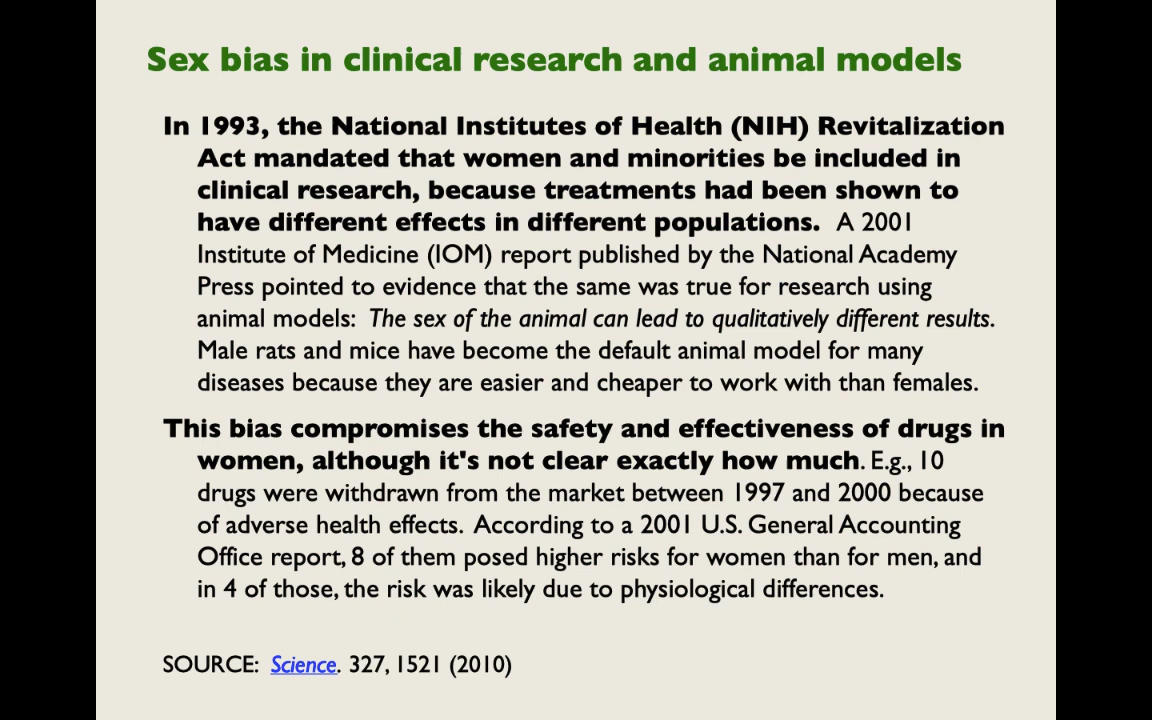 Sex bias in clinical research and animal models
In 1993, the National Institutes of Health (NIH) Revitalization
Act mandated that women and minorities be included in
clinical research, because treatments had been shown to
have different effects in different populations. A 2001
Institute of Medicine (IOM) report published by the National Academy
Press pointed to evidence that the same was true for research using
animal models: The sex of the animal can lead to qualitatively different results.
Male rats and mice have become the default animal model for many
diseases because they are easier and cheaper to work with than females.
This bias compromises the safety and effectiveness of drugs in
women, although it's not clear exactly how much. E.g., 10
drugs were withdrawn from the market between 1997 and 2000 because
of adverse health effects. According to a 2001 U.S. General Accounting
Office report, 8 of them posed higher risks for women than for men, and
in 4 of those, the risk was likely due to physiological differences.
SOURCE: Science. 327, 1521 (2010)